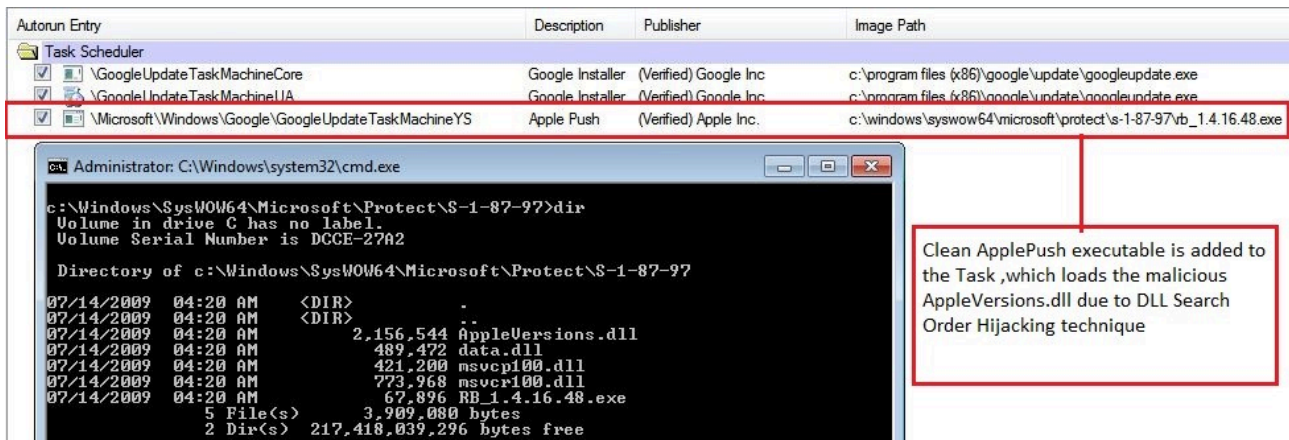 Autorun Entry Description Publisher Image Path
Task Scheduler
\GoogleUpdateTaskMachineCore Google Installer (Verified) Google Inc c:\program files (x86)\google\update\googleupdate.exe
\GoogleUpdateTaskMachineUA Google Installer (Verified) Google Inc c:\program files (x86)\google\update\googleupdate.exe
\Microsoft\Windows\Google\GoogleUpdateTaskMachineYS Apple Push (Verified) Apple Inc. c:\windows\syswow64\microsoft\protect\s-1-87-97\rb_1.4.16.48.exe
Administrator: C:\Windows\system32\cmd.exe
c:\Windows\SysWOW64\Microsoft\Protect\S-1-87-97>dir
Volume in drive C has no label.
Volume Serial Number is DCCE-27A2
Directory of c:\Windows\SysWOW64\Microsoft\Protect\S-1-87-97
07/14/2009 04:20 AM <DIR> .
07/14/2009 04:20 AM <DIR> ..
07/14/2009 04:20 AM 2,156,544 AppleVersions.dll
07/14/2009 04:20 AM 489,472 data.dll
07/14/2009 04:20 AM 421,200 msvcp100.dll
07/14/2009 04:20 AM 773,968 msvcr100.dll
07/14/2009 04:20 AM 67,896 RB_1.4.16.48.exe
5 File(s) 3,909,080 bytes
2 Dir(s) 217,418,039,296 bytes free
Clean ApplePush executable is added to
the Task ,which loads the malicious
AppleVersions.dll due to DLL Search
Order Hijacking technique